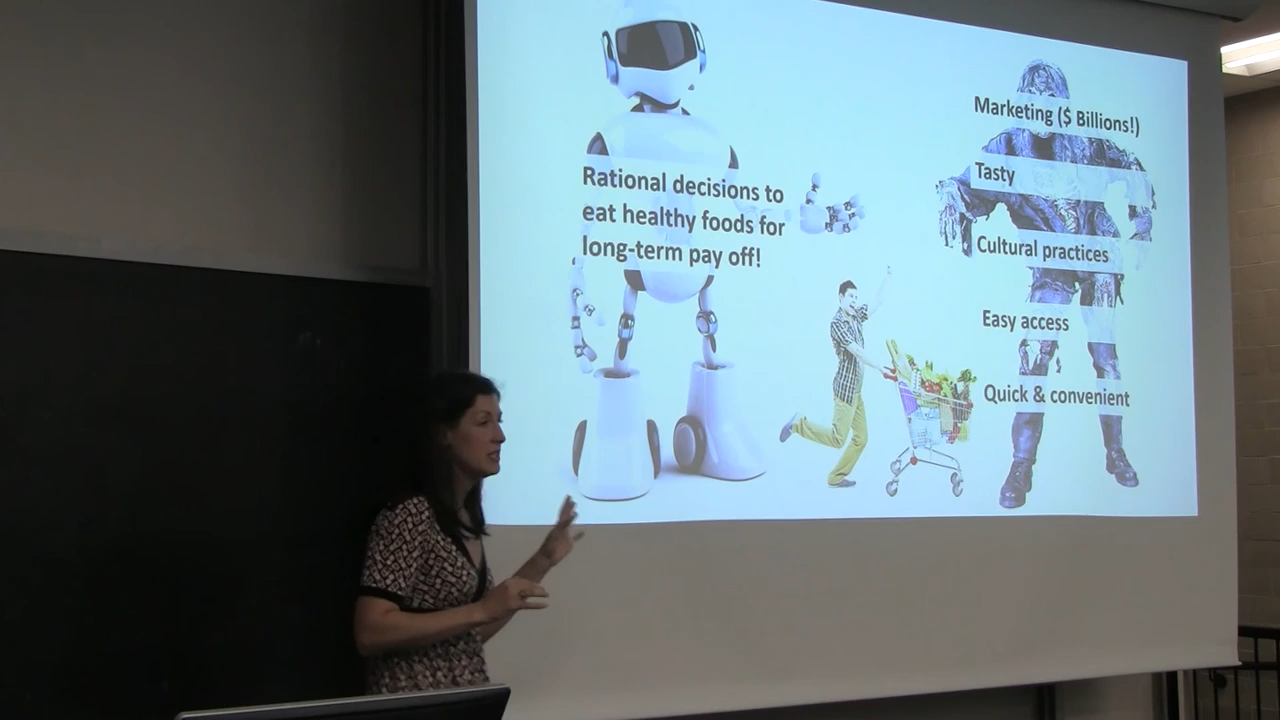 Rational decisions to
eat healthy foods for
long-term pay off!
Marketing ($ Billions!)
Tasty
Cultural practices
Easy access
Quick & convenient